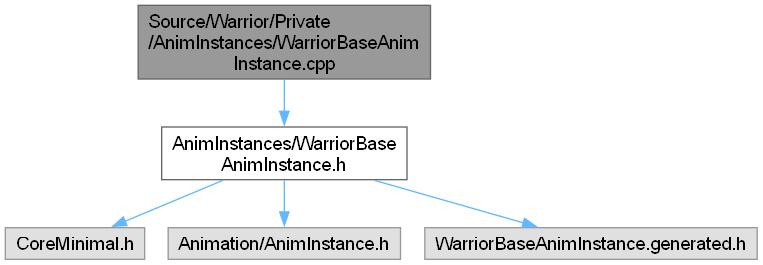 Source/Warrior/Private
/AnimInstances/WarriorBaseAnim
Instance.cpp
AnimInstances/WarriorBase
AnimInstance.h
CoreMinimal.h
Animation/AnimInstance.h
WarriorBaseAnimInstance.generated.h